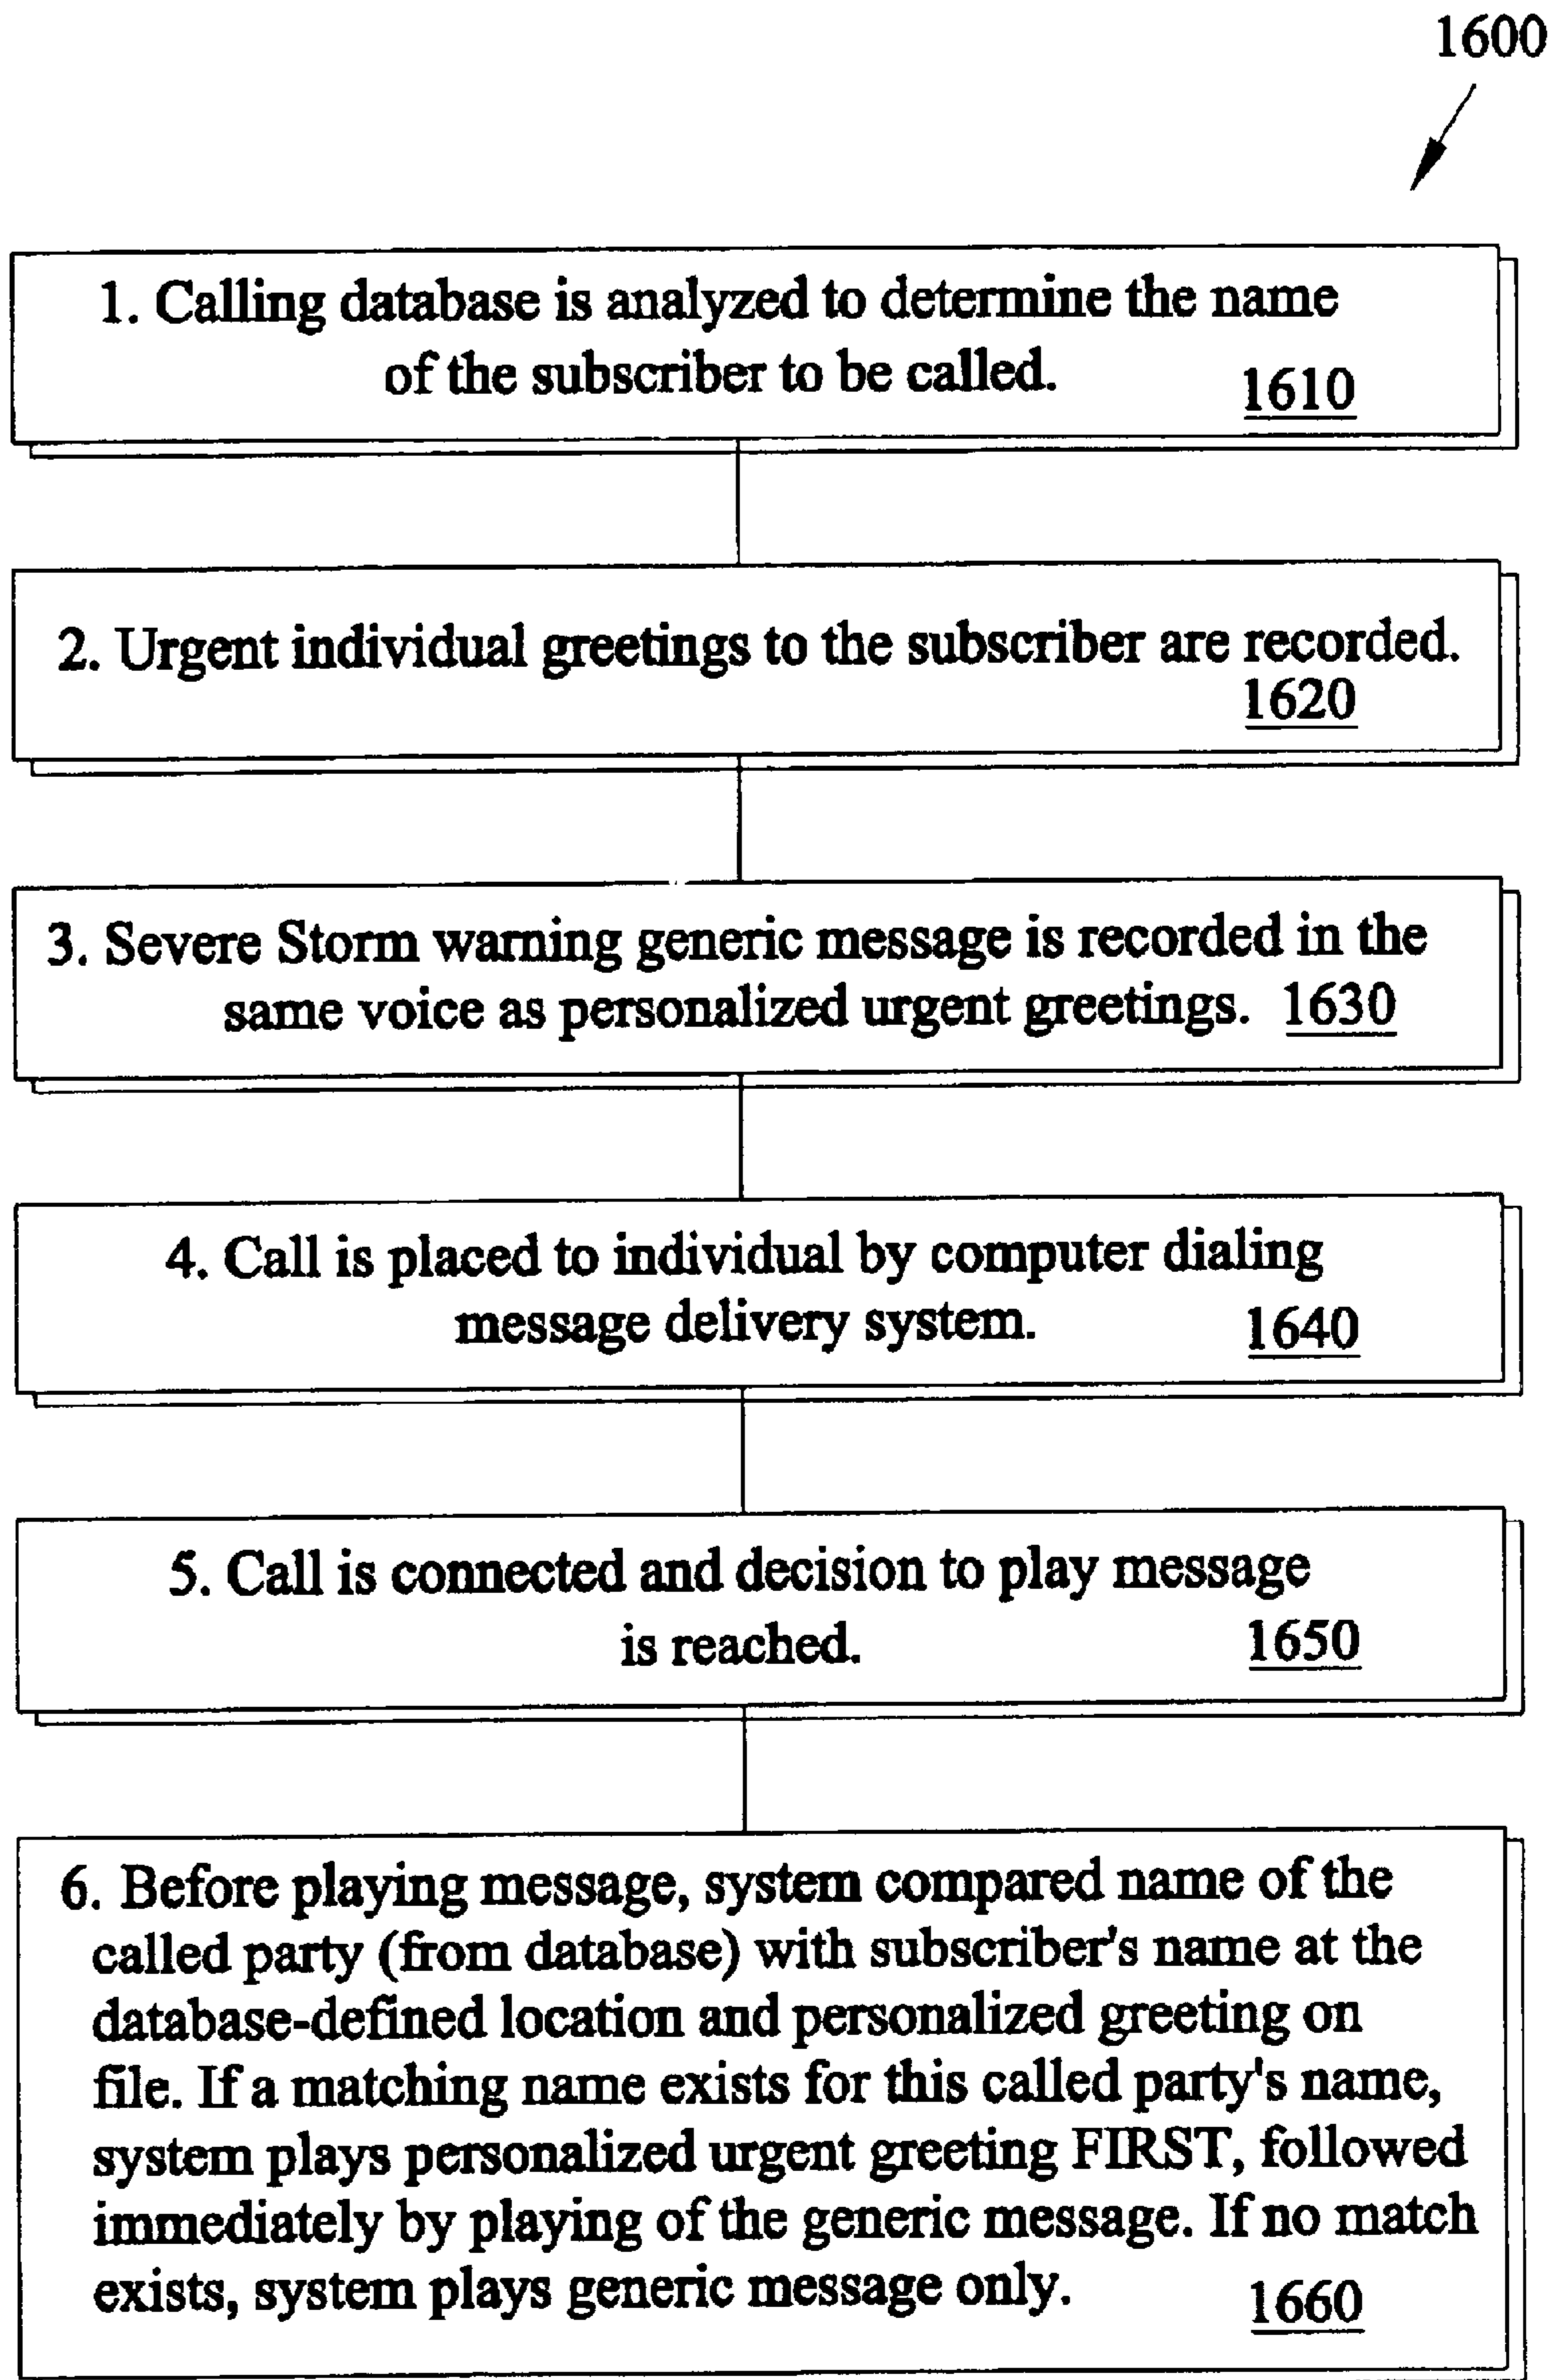 1600
1. Calling database is analyzed to determine the name
of the subscriber to be called. 1610
2. Urgent individual greetings to the subscriber are recorded.
1620
3. Severe Storm warning generic message is recorded in the
same voice as personalized urgent greetings. 1630
4. Call is placed to individual by computer dialing
message delivery system. 1640
5. Call is connected and decision to play message
is reached. 1650
6. Before playing message, system compared name of the
called party (from database) with subscriber's name at the
database-defined location and personalized greeting on
file. If a matching name exists for this called party's name,
system plays personalized urgent greeting FIRST, followed
immediately by playing of the generic message. If no match
exists, system plays generic message only. 1660